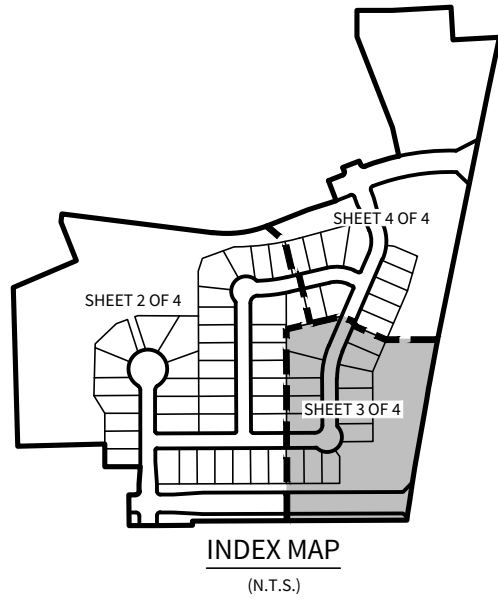 SHEET 4 OF 4
SHEET 2 OF 4
SHEET 3 OF 4
INDEX MAP
(N.T.S.)